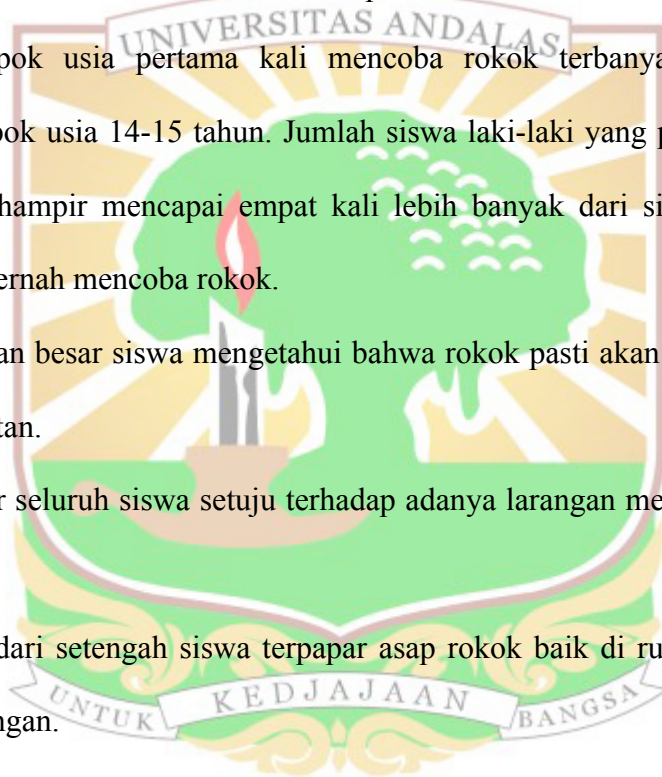 UNIVERSITAS ANDALAS
pok usia pertama kali mencoba rokok terbanya
ok usia 14-15 tahun. Jumlah siswa laki-laki yang p
hampir mencapai empat kali lebih banyak dari si
ernah mencoba rokok.
an besar siswa mengetahui bahwa rokok pasti akan
tan.
r seluruh siswa setuju terhadap adanya larangan me
dari setengah siswa terpapar asap rokok baik di ru
UNTUK KEDJAJAAN BANGSA
ngan.